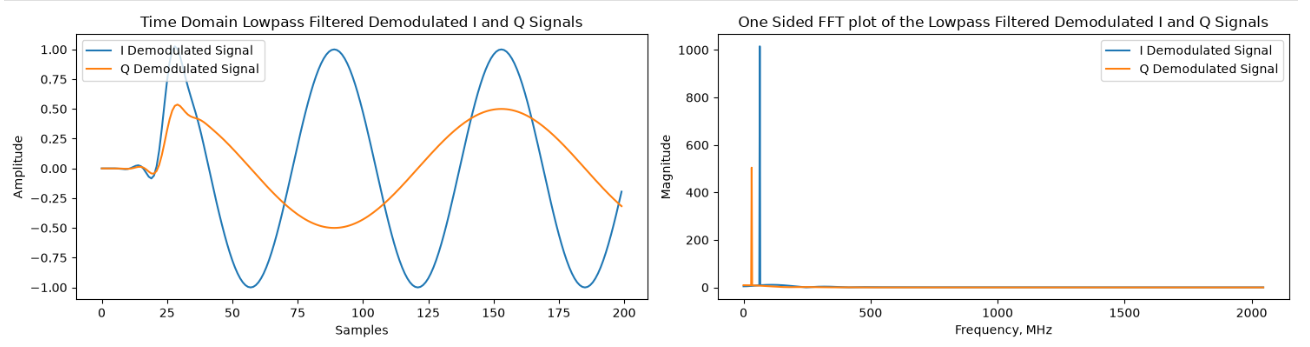 Time Domain Lowpass Filtered Demodulated I and Q Signals
1.00
0.75
0.50
0.25
0.00
−0.25
−0.50
−0.75
−1.00
Amplitude
I Demodulated Signal
Q Demodulated Signal
0 25 50 75 100 125 150 175 200
Samples
One Sided FFT plot of the Lowpass Filtered Demodulated I and Q Signals
1000
800
600
400
200
0
Magnitude
I Demodulated Signal
Q Demodulated Signal
0 500 1000 1500 2000
Frequency, MHz